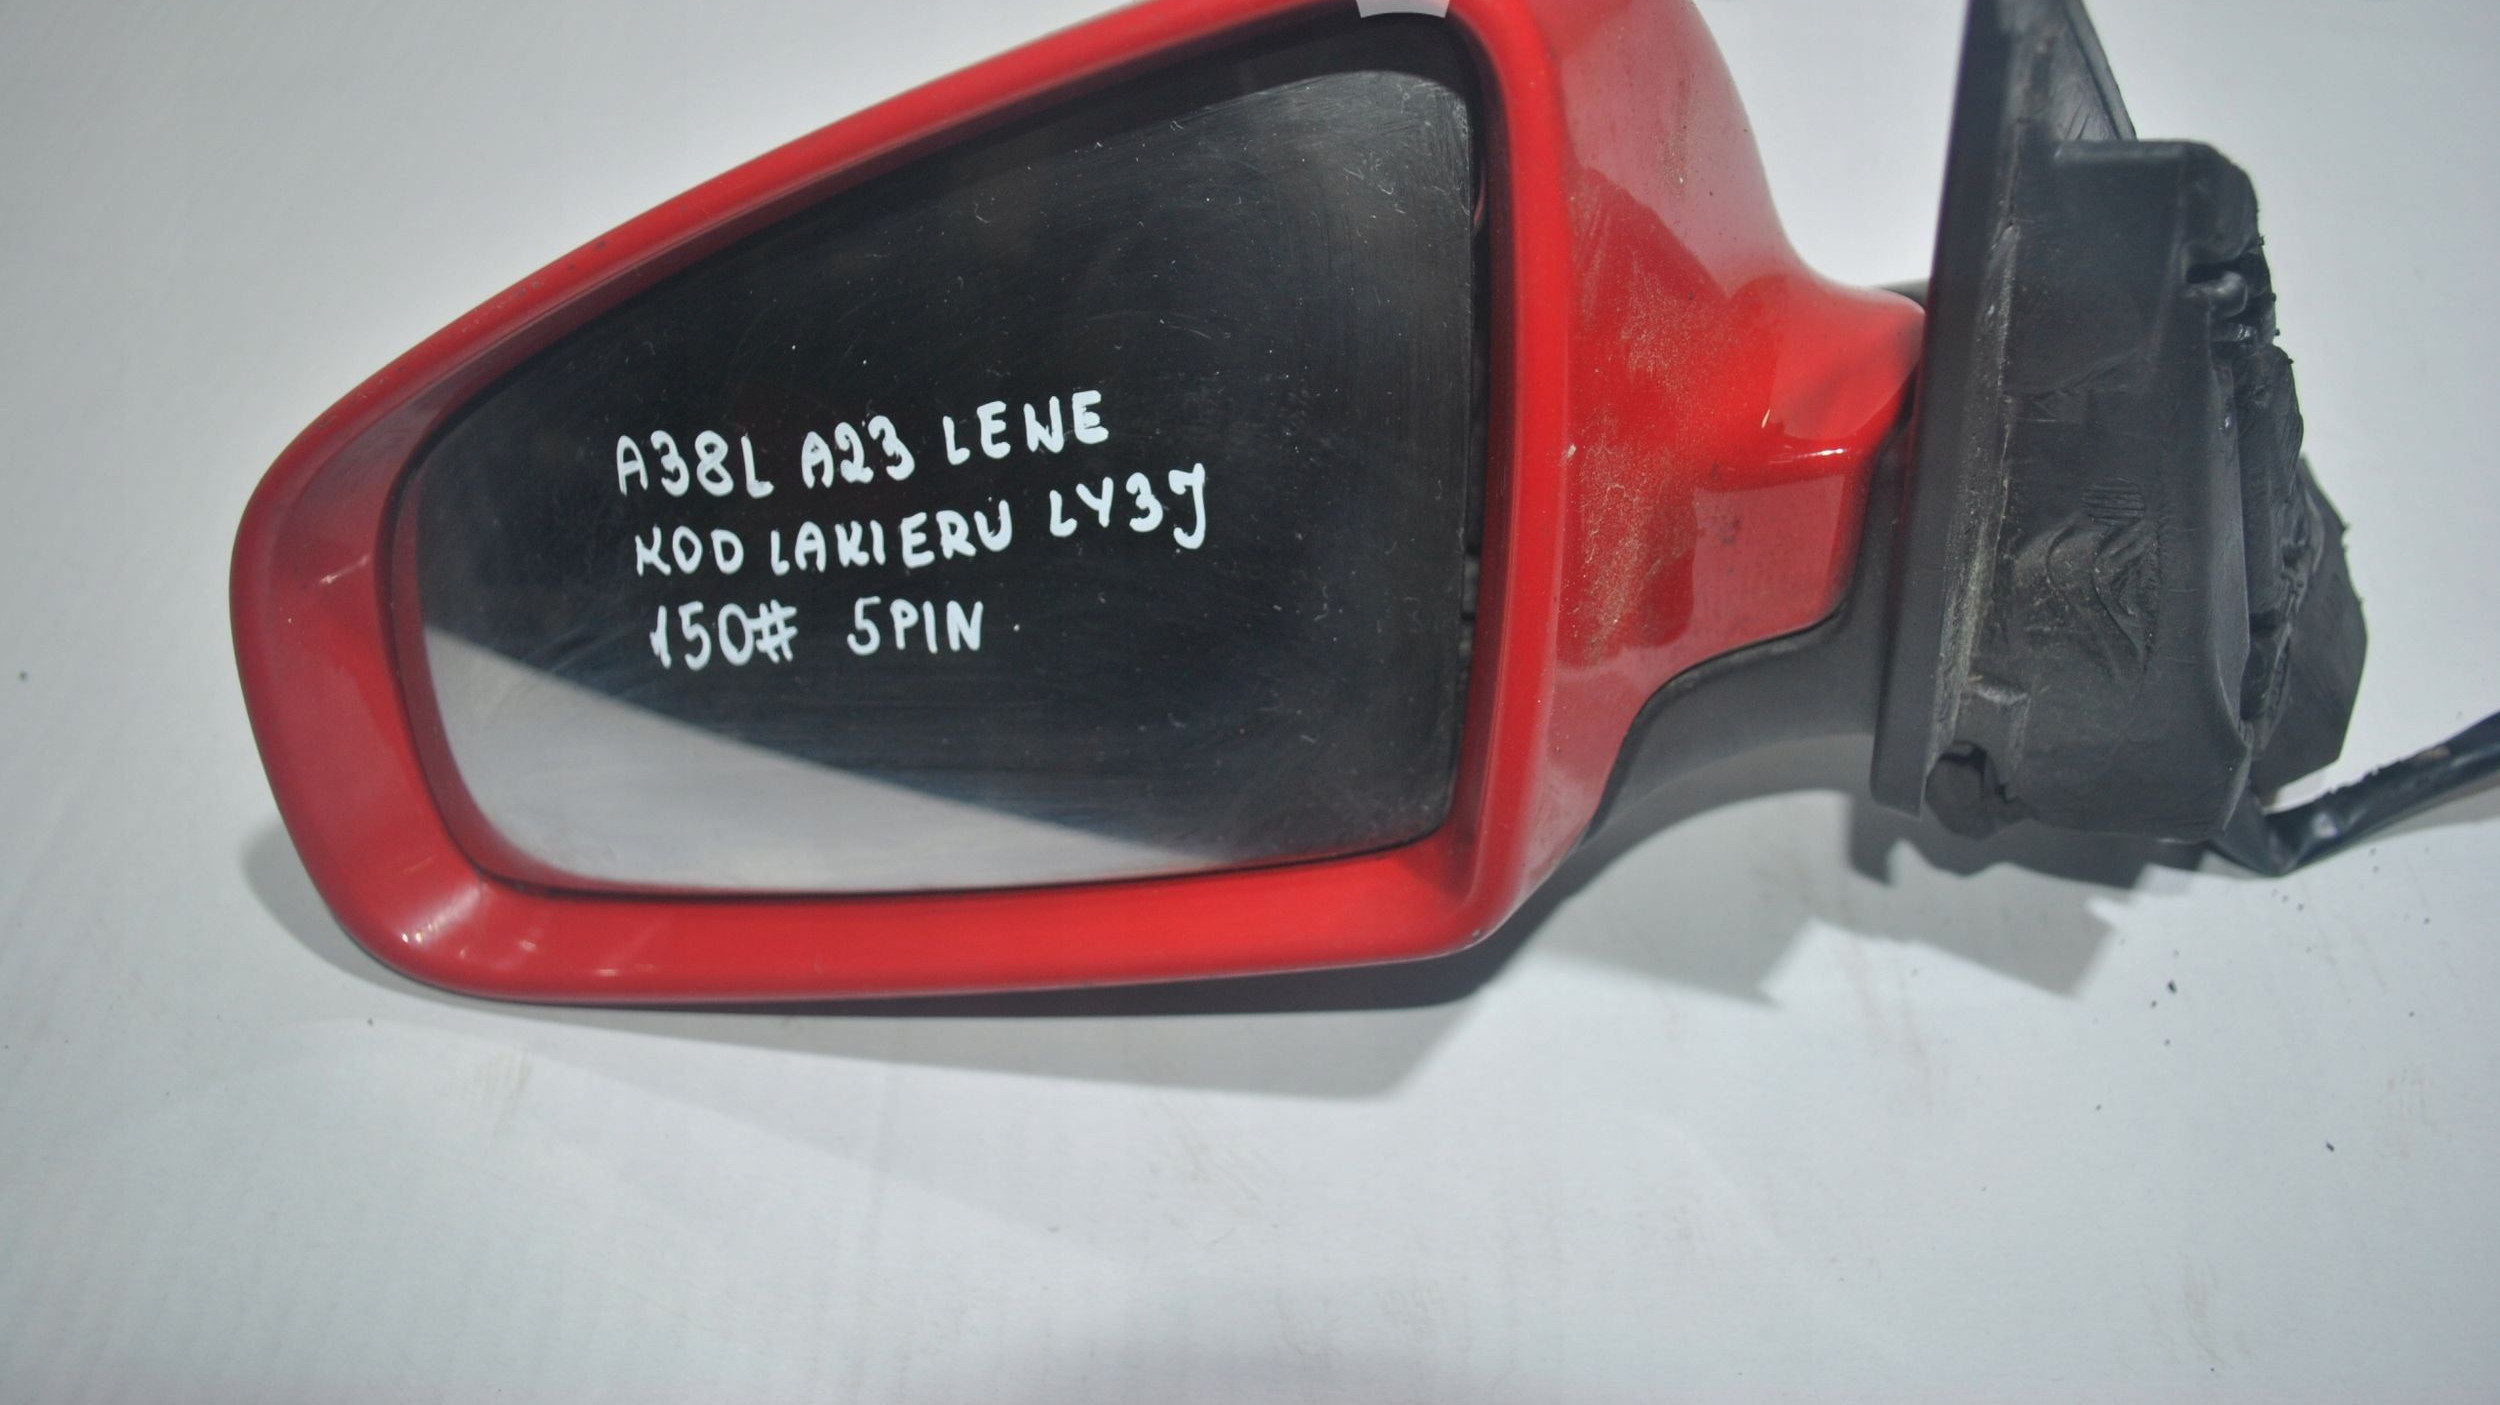 A38L A23 LEWE
KOD LAKIERU LY3J
150# 5PIN